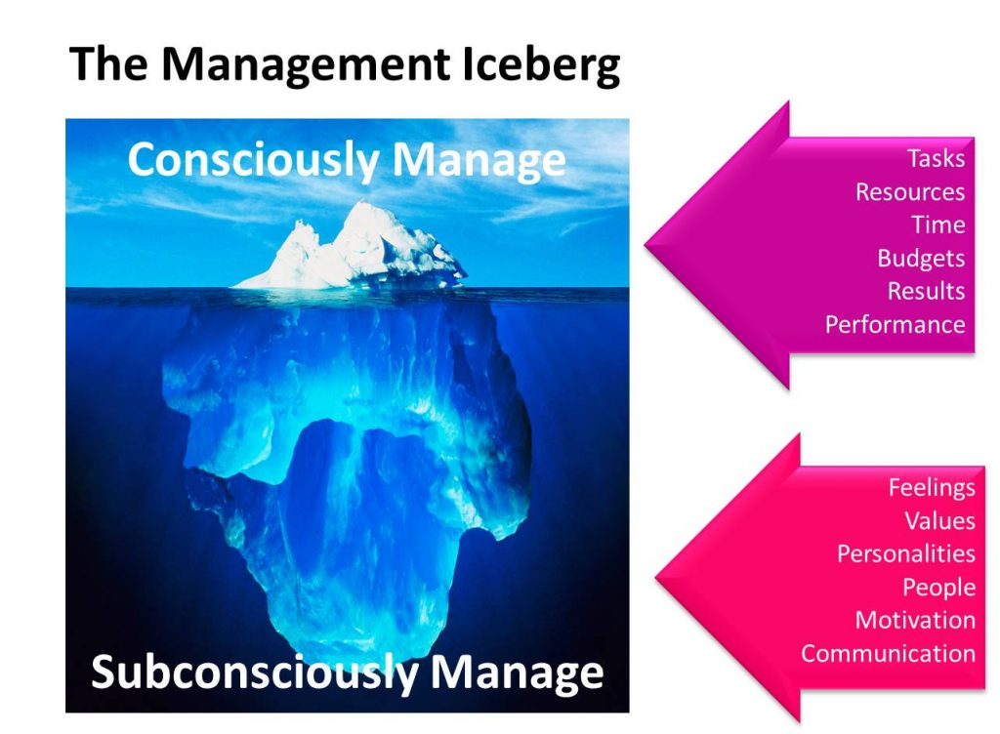 The Management Iceberg
Consciously Manage
Tasks
Resources
Time
Budgets
Results
Performance
Feelings
Values
Personalities
People
Motivation
Communication
Subconsciously Manage